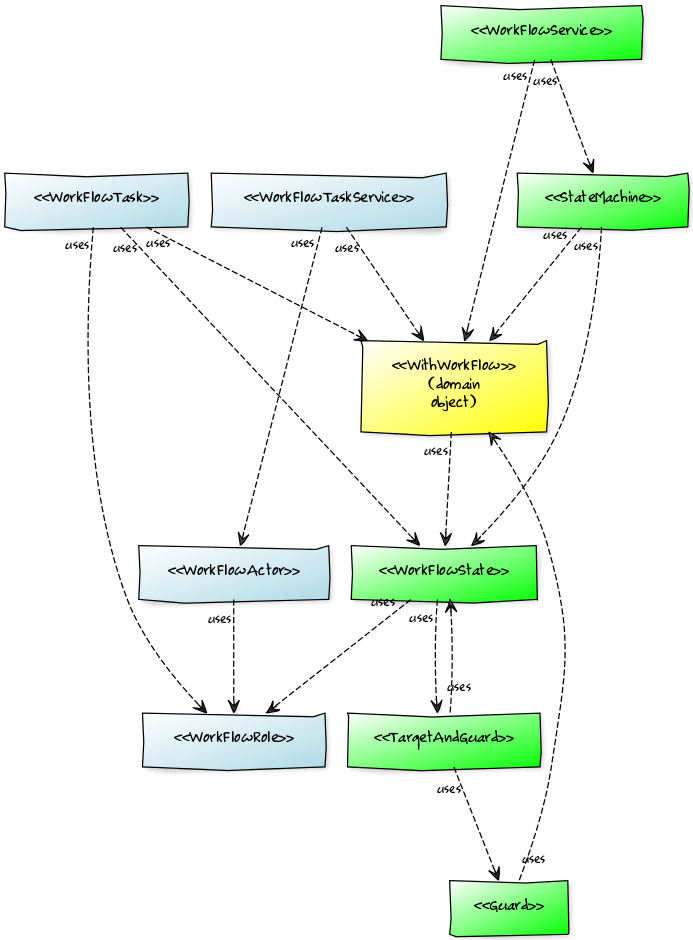 <<WorkFlowService>>
uses
uses
<<WorkFlowTask>>
<<WorkFlowTaskService>>
<<StateMachine>>
uses
uses
uses
uses
uses
uses
uses
<<WithWorkFlow>>
(domain
object)
uses
<<WorkFlowActor>>
<<WorkFlowState>>
uses
uses
uses
uses
<<WorkFlowRole>>
<<TargetAndGuard>>
uses
uses
<<Guard>>